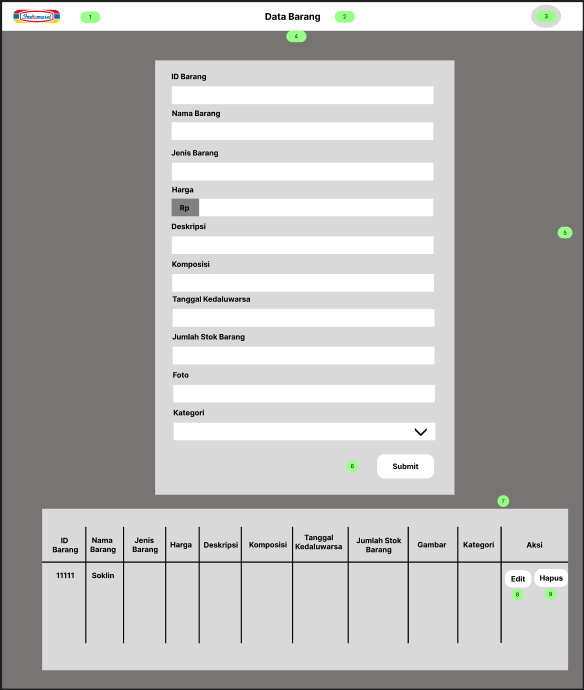 Indomaret
1
Data Barang
2
3
4
ID Barang
Nama Barang
Jenis Barang
Harga
Rp
Deskripsi
5
Komposisi
Tanggal Kedaluwarsa
Jumlah Stok Barang
Foto
Kategori
6
Submit
7
ID Barang
Nama Barang
Jenis Barang
Harga
Deskripsi
Komposisi
Tanggal Kedaluwarsa
Jumlah Stok Barang
Gambar
Kategori
Aksi
11111
Soklin
Edit
Hapus
8
9